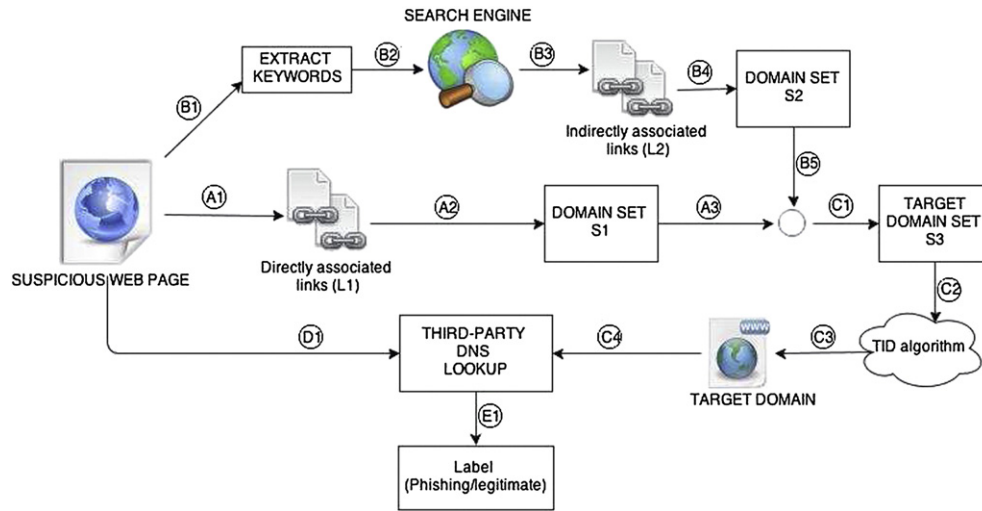 SEARCH ENGINE
EXTRACT
KEYWORDS
B1
B2
B3
B4
Indirectly associated
links (L2)
DOMAIN SET
S2
B5
SUSPICIOUS WEB PAGE
A1
Directly associated
links (L1)
A2
DOMAIN SET
S1
A3
C1
TARGET
DOMAIN SET
S3
C2
TID algorithm
C3
WWW
TARGET DOMAIN
C4
D1
THIRD-PARTY
DNS
LOOKUP
E1
Label
(Phishing/legitimate)